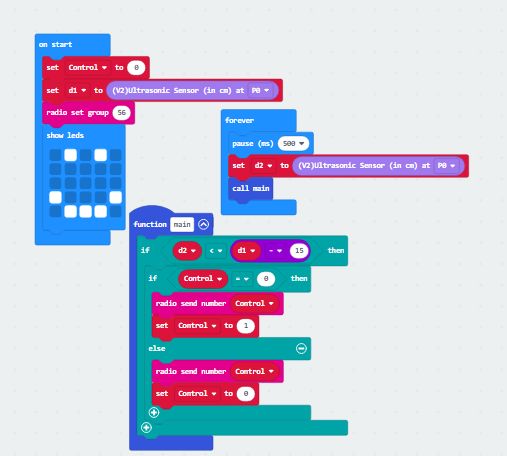 on start
set Control to 0
set d1 to (V2)Ultrasonic Sensor (in cm) at P0
radio set group 56
show leds
forever
pause (ms) 500
set d2 to (V2)Ultrasonic Sensor (in cm) at P0
call main
function main
if d2 < d1 - 15 then
if Control = 0 then
radio send number Control
set Control to 1
else
radio send number Control
set Control to 0